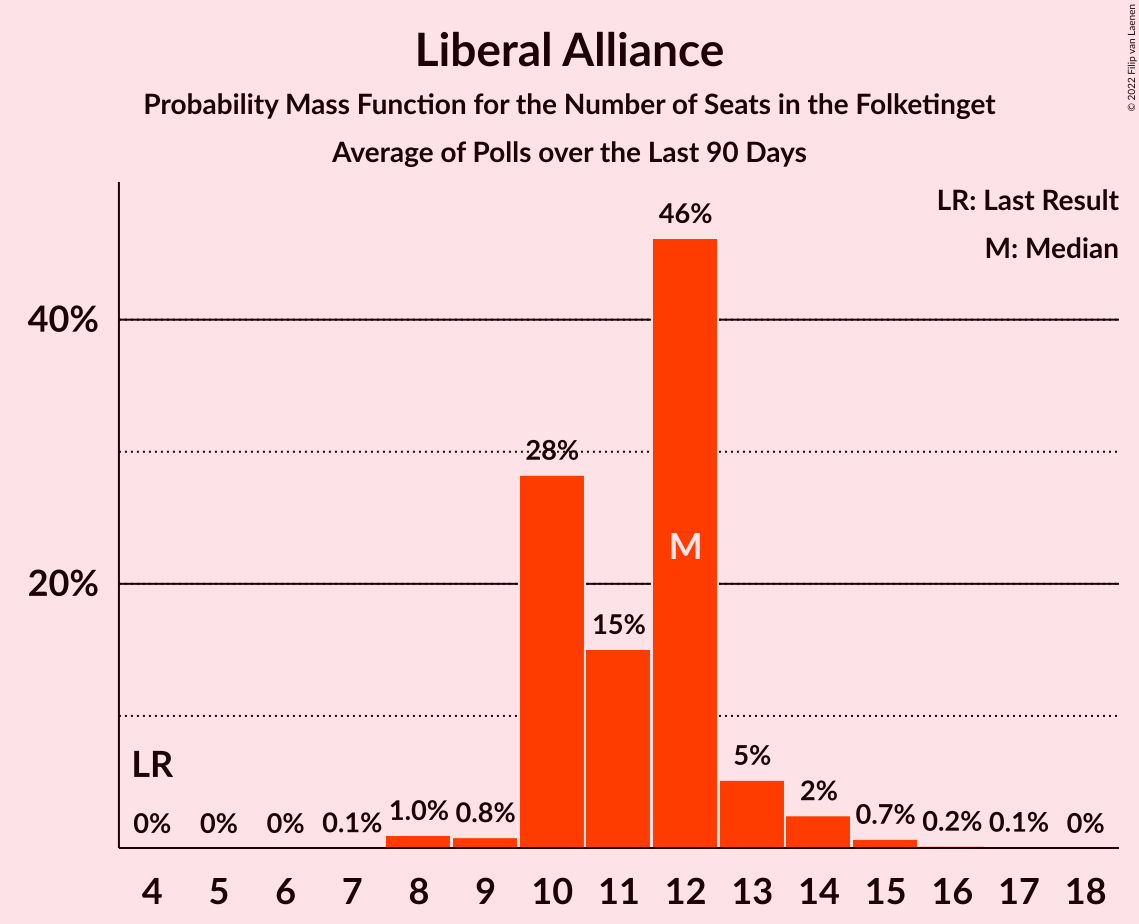 Liberal Alliance
Probability Mass Function for the Number of Seats in the Folketinget
Average of Polls over the Last 90 Days
© 2022 Filip van Laenen
LR: Last Result
M: Median
40%
20%
LR
0%
0%
0%
0.1%
1.0%
0.8%
28%
15%
46%
M
5%
2%
0.7%
0.2%
0.1%
0%
4 5 6 7 8 9 10 11 12 13 14 15 16 17 18